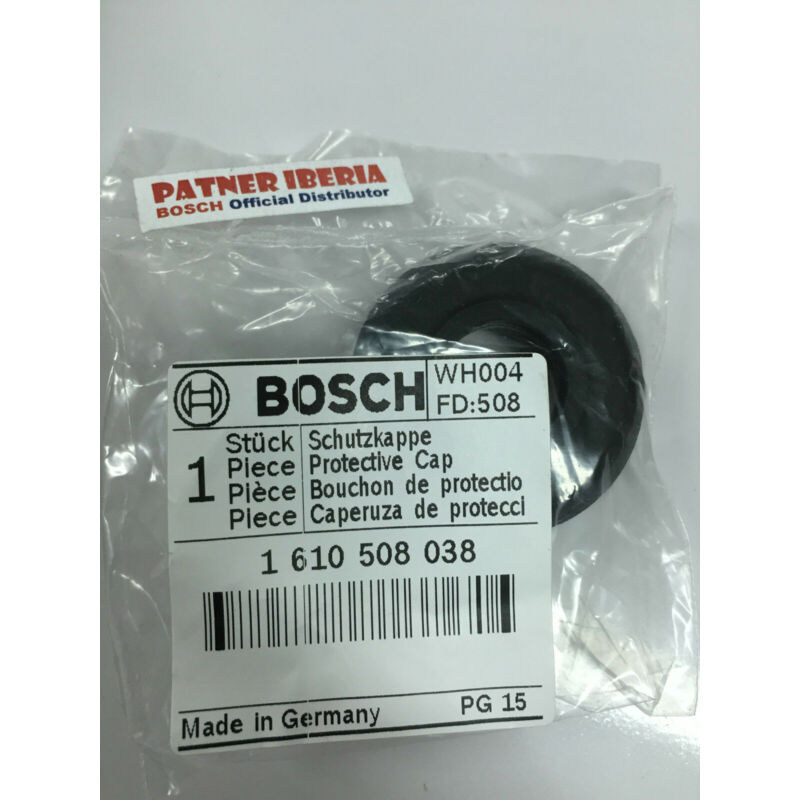 PATNER IBERIA
BOSCH Official Distributor
BOSCH
WH004
FD:508
1
Stück Schutzkappe
Piece Protective Cap
Pièce Bouchon de protectio
Piece Caperuza de protecci
1 610 508 038
Made in Germany
PG 15